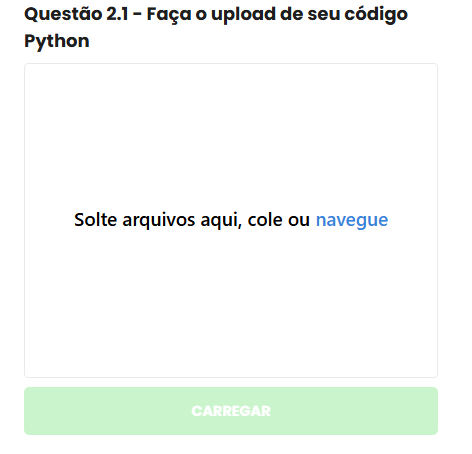 Questão 2.1 - Faça o upload de seu código
Python
Solte arquivos aqui, cole ou navegue
CARREGAR